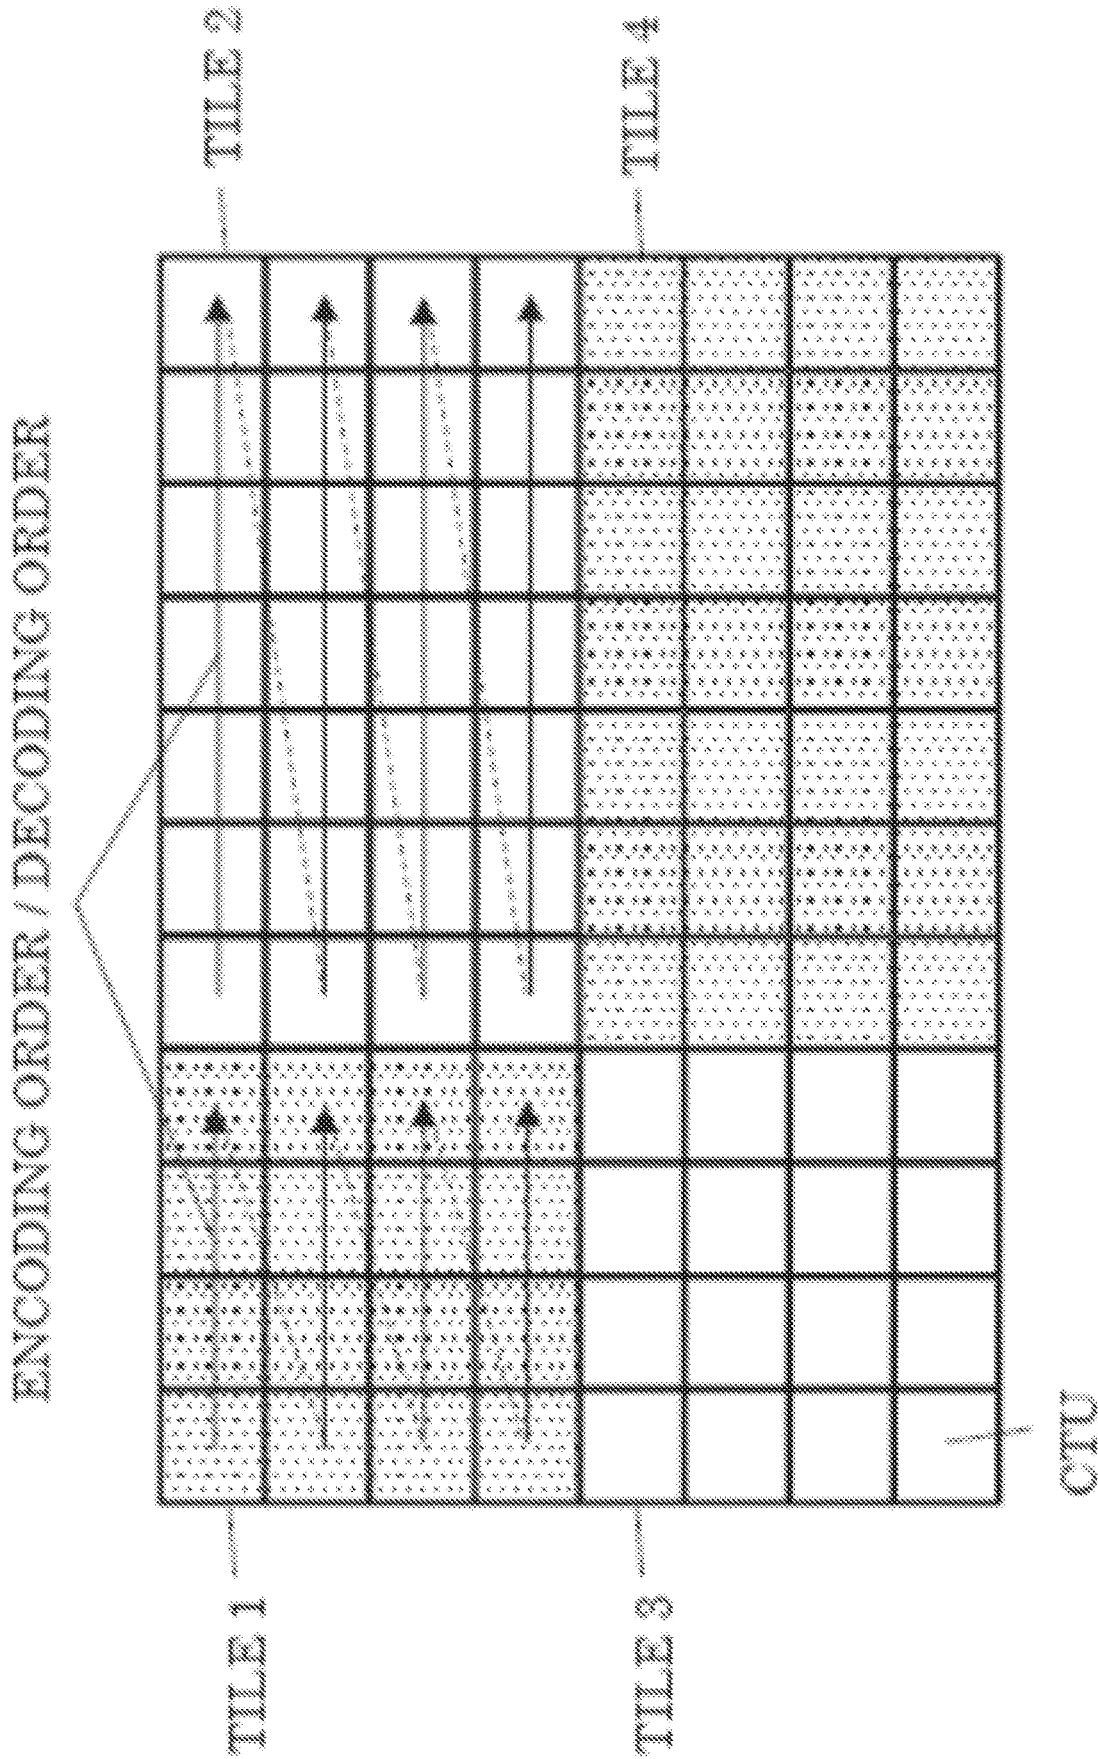 ENCODING ORDER / DECODING ORDER
TILE 1
TILE 2
TILE 3
TILE 4
CTU